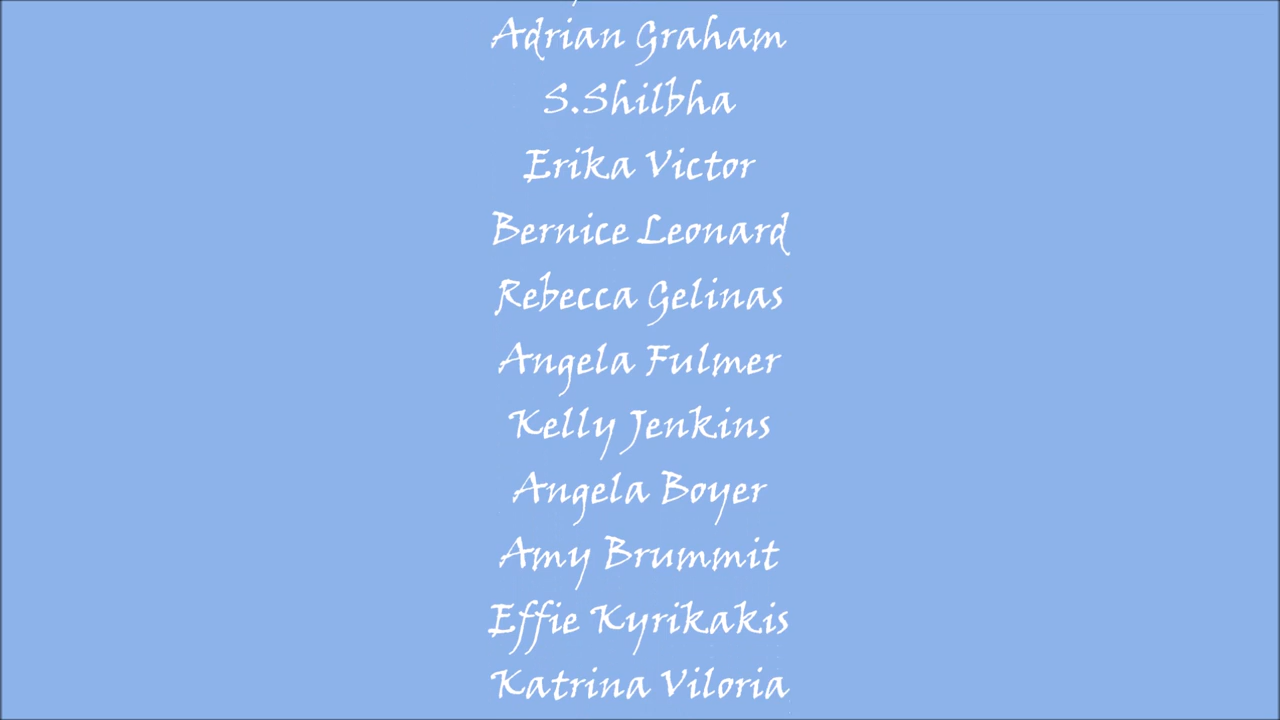 Adrian Graham
S.Shilbha
Erika Victor
Bernice Leonard
Rebecca Gelinas
Angela Fulmer
Kelly Jenkins
Angela Boyer
Amy Brummit
Effie Kyrikakis
Katrina Viloria